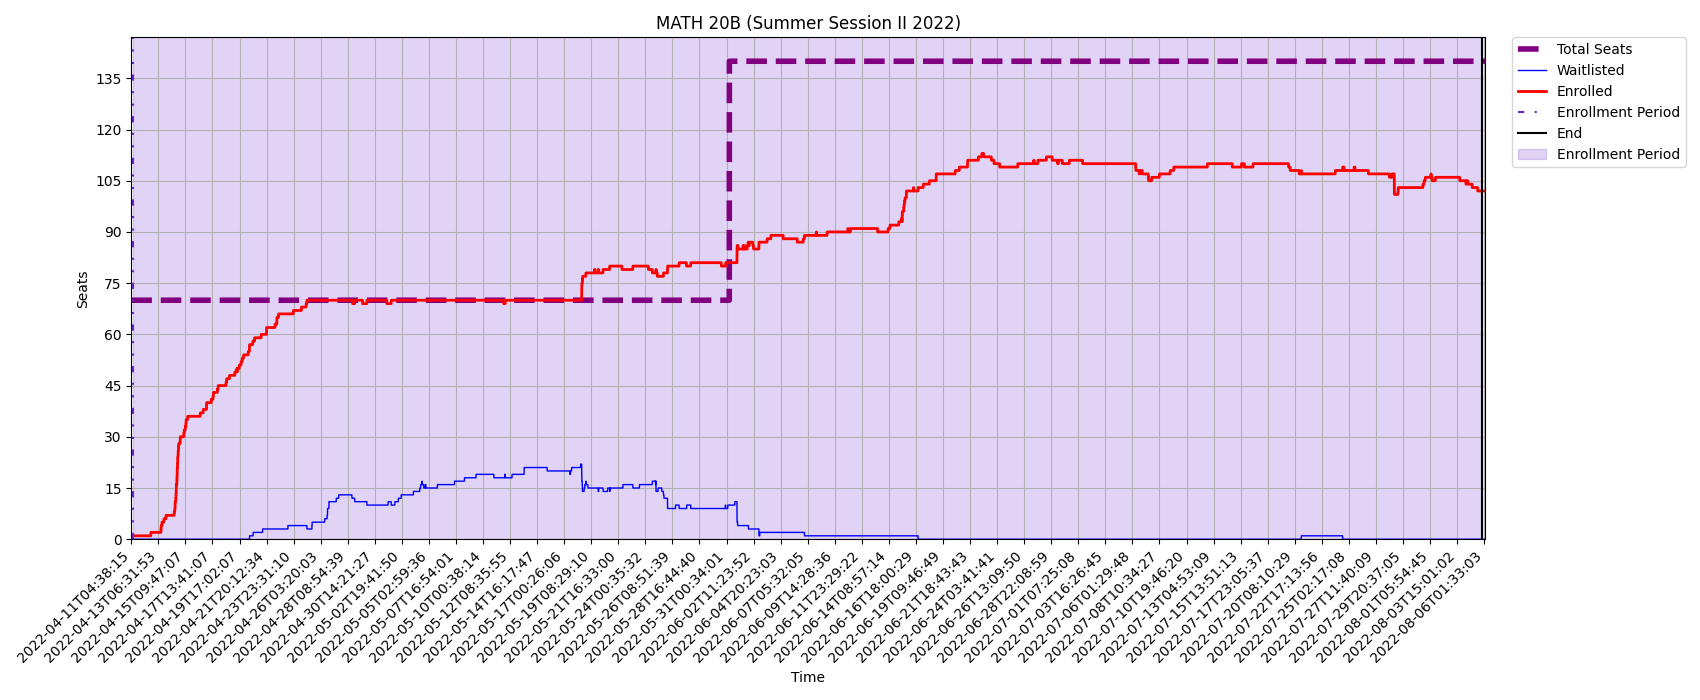 MATH 20B (Summer Session II 2022)
Total Seats
Waitlisted
Enrolled
Enrollment Period
End
Enrollment Period
Seats
135
120
105
90
75
60
45
30
15
0
2022-04-11T04:38:15
2022-04-13T06:31:53
2022-04-15T09:47:07
2022-04-17T13:41:07
2022-04-19T17:02:07
2022-04-21T20:12:34
2022-04-23T23:31:10
2022-04-26T03:20:03
2022-04-28T08:54:39
2022-04-30T14:21:27
2022-05-02T19:41:50
2022-05-05T02:59:36
2022-05-07T16:54:01
2022-05-10T00:38:14
2022-05-12T08:35:55
2022-05-14T16:17:47
2022-05-17T00:26:06
2022-05-19T08:29:10
2022-05-21T16:33:00
2022-05-24T00:35:32
2022-05-26T08:51:39
2022-05-28T16:44:40
2022-05-31T00:34:01
2022-06-02T11:23:52
2022-06-04T20:23:03
2022-06-07T05:32:05
2022-06-09T14:28:36
2022-06-11T23:29:22
2022-06-14T08:57:14
2022-06-16T18:00:29
2022-06-19T09:46:49
2022-06-21T18:43:43
2022-06-24T03:41:41
2022-06-26T13:09:50
2022-06-28T22:08:59
2022-07-01T07:25:08
2022-07-03T16:26:45
2022-07-06T01:29:48
2022-07-08T10:34:27
2022-07-10T19:46:20
2022-07-13T04:53:09
2022-07-15T13:51:13
2022-07-17T23:05:37
2022-07-20T08:10:29
2022-07-22T17:13:56
2022-07-25T02:17:08
2022-07-27T11:40:09
2022-07-29T20:37:05
2022-08-01T05:54:45
2022-08-03T15:01:02
2022-08-06T01:33:03
Time